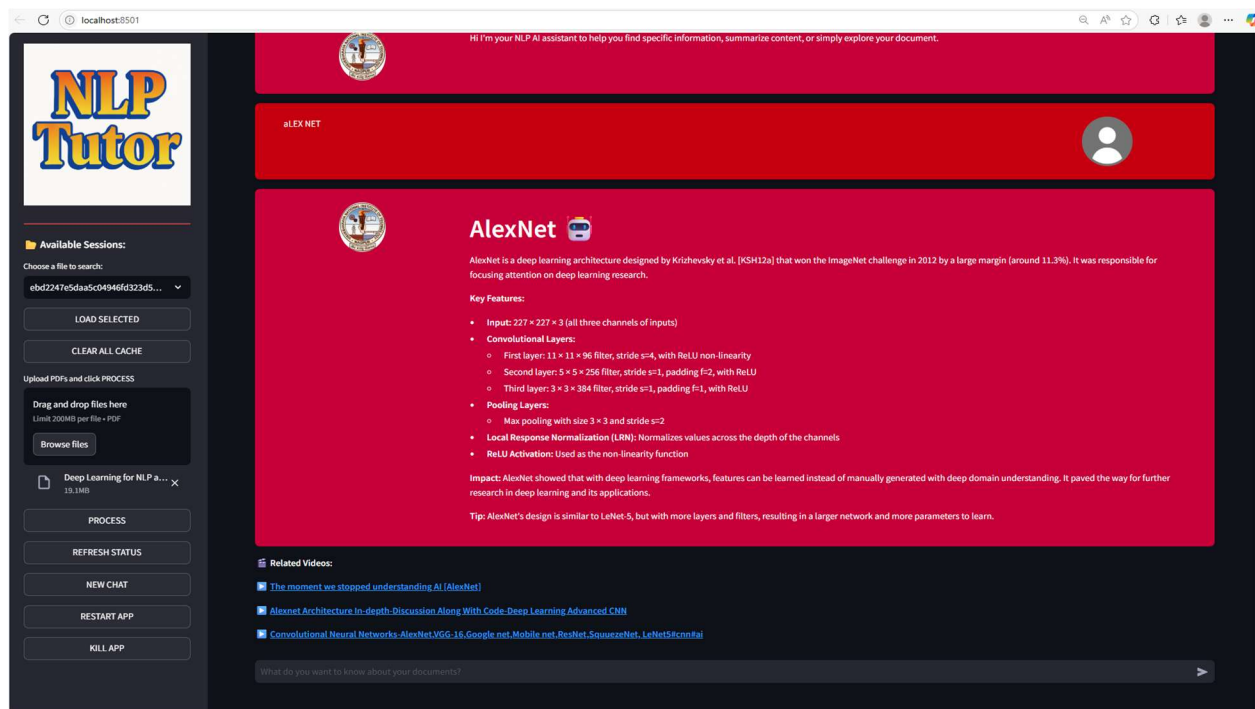 localhost:8501
NLP
Tutor
Available Sessions:
Choose a file to search:
ebd2247e5daa5c04946fd323d5...
LOAD SELECTED
CLEAR ALL CACHE
Upload PDFs and click PROCESS
Drag and drop files here
Limit 200MB per file • PDF
Browse files
Deep Learning for NLP a...
19.1MB
PROCESS
REFRESH STATUS
NEW CHAT
RESTART APP
KILL APP
Hi I'm your NLP AI assistant to help you find specific information, summarize content, or simply explore your document.
aLEX NET
AlexNet
AlexNet is a deep learning architecture designed by Krizhevsky et al. [KSH12a] that won the ImageNet challenge in 2012 by a large margin (around 11.3%). It was responsible for
focusing attention on deep learning research.
Key Features:
• Input: 227 × 227 × 3 (all three channels of inputs)
• Convolutional Layers:
◦ First layer: 11 × 11 × 96 filter, stride s=4, with ReLU non-linearity
◦ Second layer: 5 × 5 × 256 filter, stride s=1, padding f=2, with ReLU
◦ Third layer: 3 × 3 × 384 filter, stride s=1, padding f=1, with ReLU
• Pooling Layers:
◦ Max pooling with size 3 × 3 and stride s=2
• Local Response Normalization (LRN): Normalizes values across the depth of the channels
• ReLU Activation: Used as the non-linearity function
Impact: AlexNet showed that with deep learning frameworks, features can be learned instead of manually generated with deep domain understanding. It paved the way for further
research in deep learning and its applications.
Tip: AlexNet's design is similar to LeNet-5, but with more layers and filters, resulting in a larger network and more parameters to learn.
Related Videos:
The moment we stopped understanding AI [AlexNet]
Alexnet Architecture In-depth-Discussion Along With Code-Deep Learning Advanced CNN
Convolutional Neural Networks-AlexNet,VGG-16,Google net,Mobile net,ResNet,SquuezeNet, LeNet5#cnn#ai
What do you want to know about your documents?